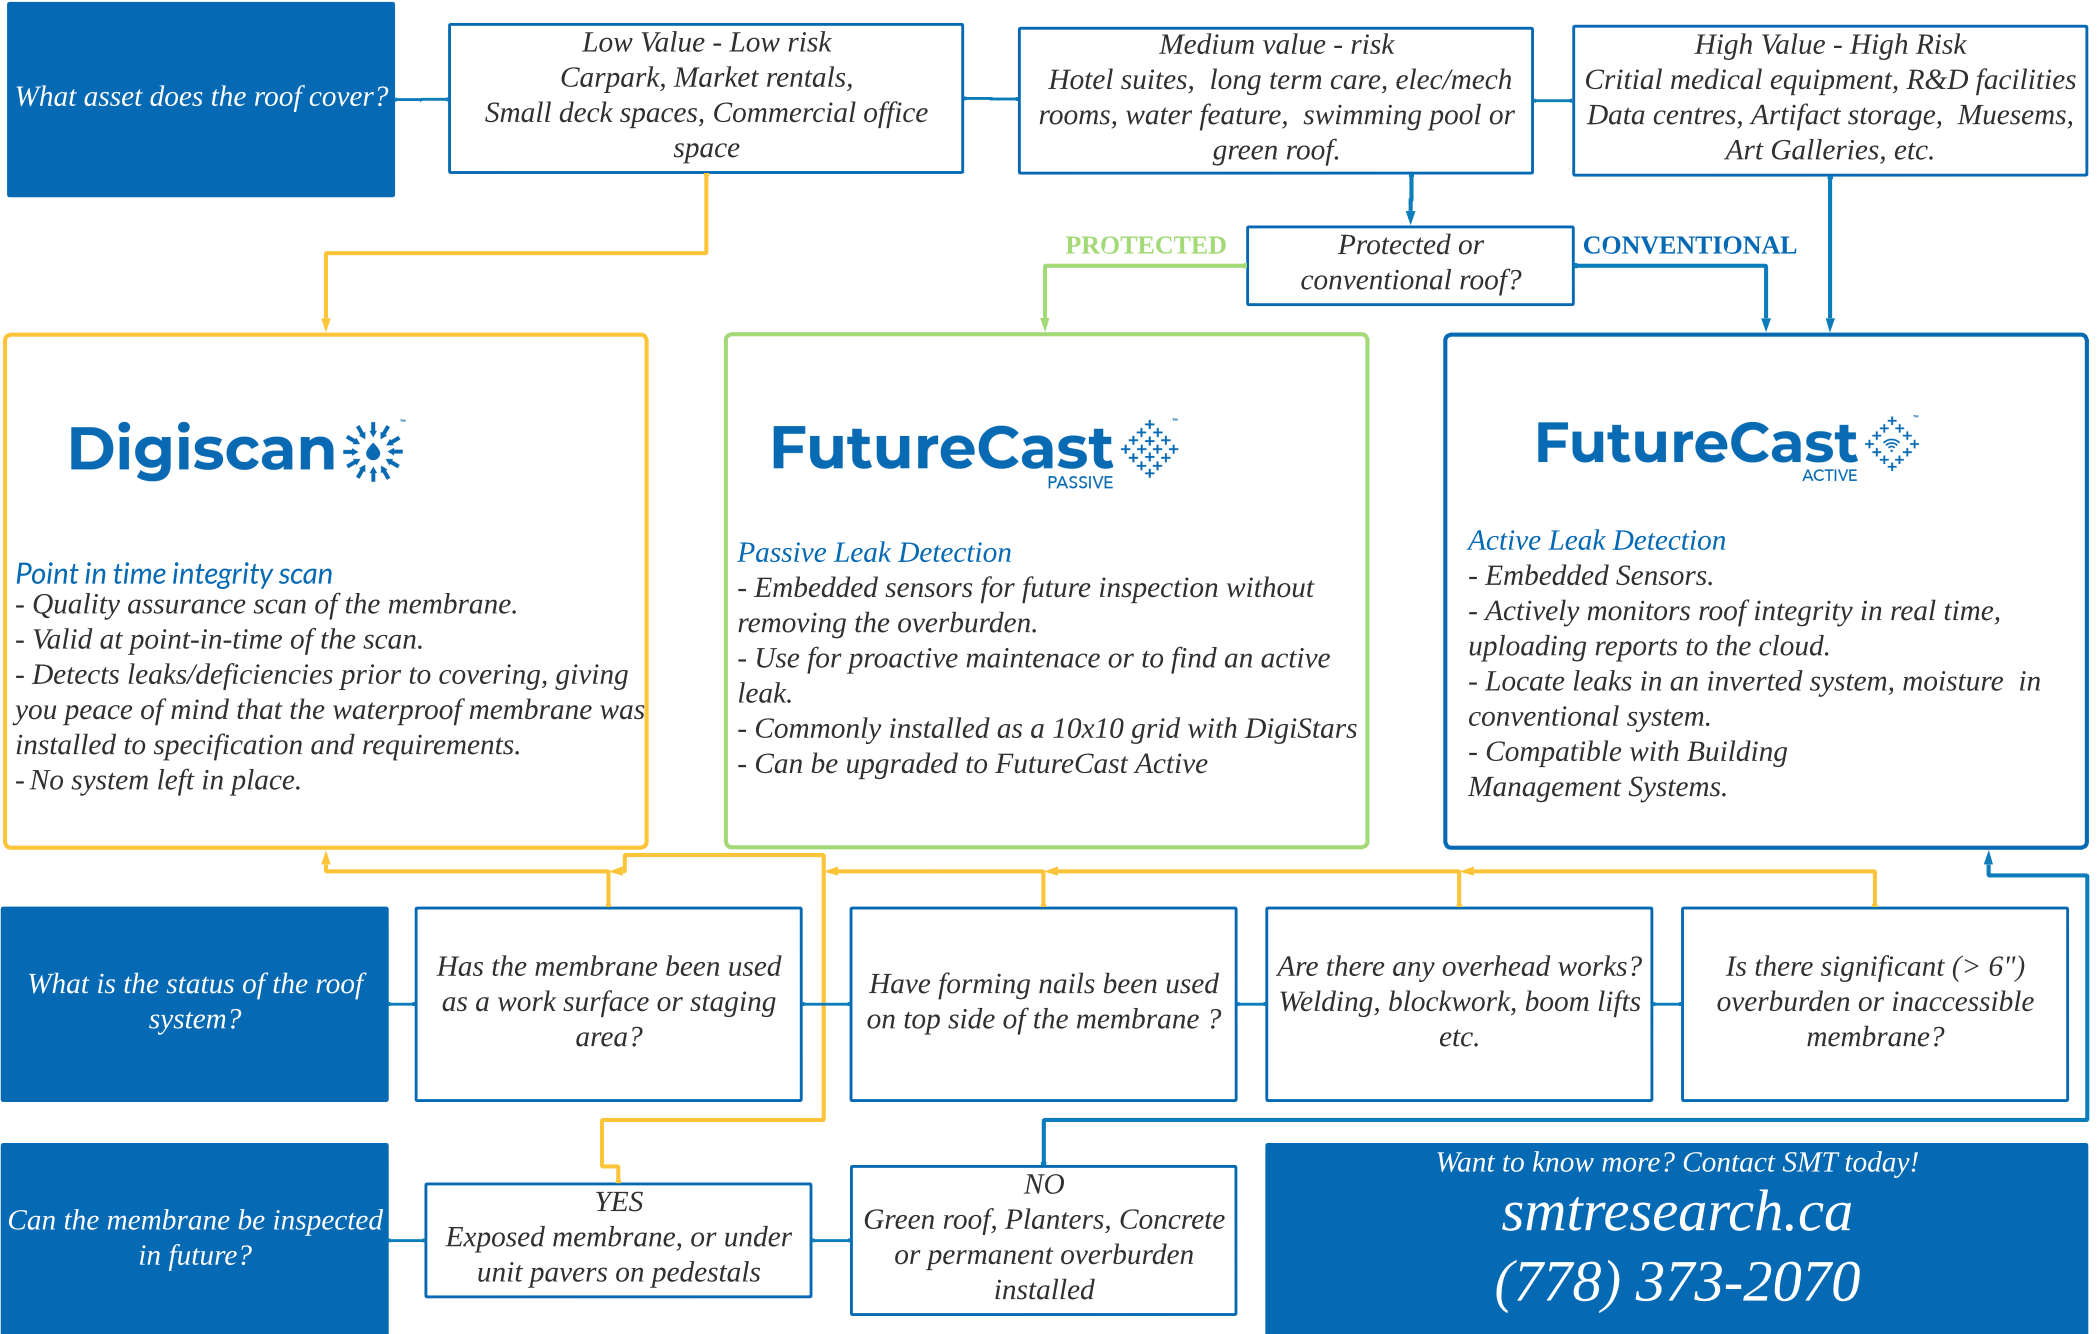 What asset does the roof cover?
Low Value - Low risk
Carpark, Market rentals,
Small deck spaces, Commercial office
space
Medium value - risk
Hotel suites, long term care, elec/mech
rooms, water feature, swimming pool or
green roof.
High Value - High Risk
Critial medical equipment, R&D facilities
Data centres, Artifact storage, Muesems,
Art Galleries, etc.
PROTECTED
Protected or
conventional roof?
CONVENTIONAL
Digiscan™
Point in time integrity scan
- Quality assurance scan of the membrane.
- Valid at point-in-time of the scan.
- Detects leaks/deficiencies prior to covering, giving
you peace of mind that the waterproof membrane was
installed to specification and requirements.
- No system left in place.
FutureCast™
PASSIVE
Passive Leak Detection
- Embedded sensors for future inspection without
removing the overburden.
- Use for proactive maintenace or to find an active
leak.
- Commonly installed as a 10x10 grid with DigiStars
- Can be upgraded to FutureCast Active
FutureCast™
ACTIVE
Active Leak Detection
- Embedded Sensors.
- Actively monitors roof integrity in real time,
uploading reports to the cloud.
- Locate leaks in an inverted system, moisture in
conventional system.
- Compatible with Building
Management Systems.
What is the status of the roof
system?
Has the membrane been used
as a work surface or staging
area?
Have forming nails been used
on top side of the membrane ?
Are there any overhead works?
Welding, blockwork, boom lifts
etc.
Is there significant (> 6")
overburden or inaccessible
membrane?
Can the membrane be inspected
in future?
YES
Exposed membrane, or under
unit pavers on pedestals
NO
Green roof, Planters, Concrete
or permanent overburden
installed
Want to know more? Contact SMT today!
smtresearch.ca
(778) 373-2070